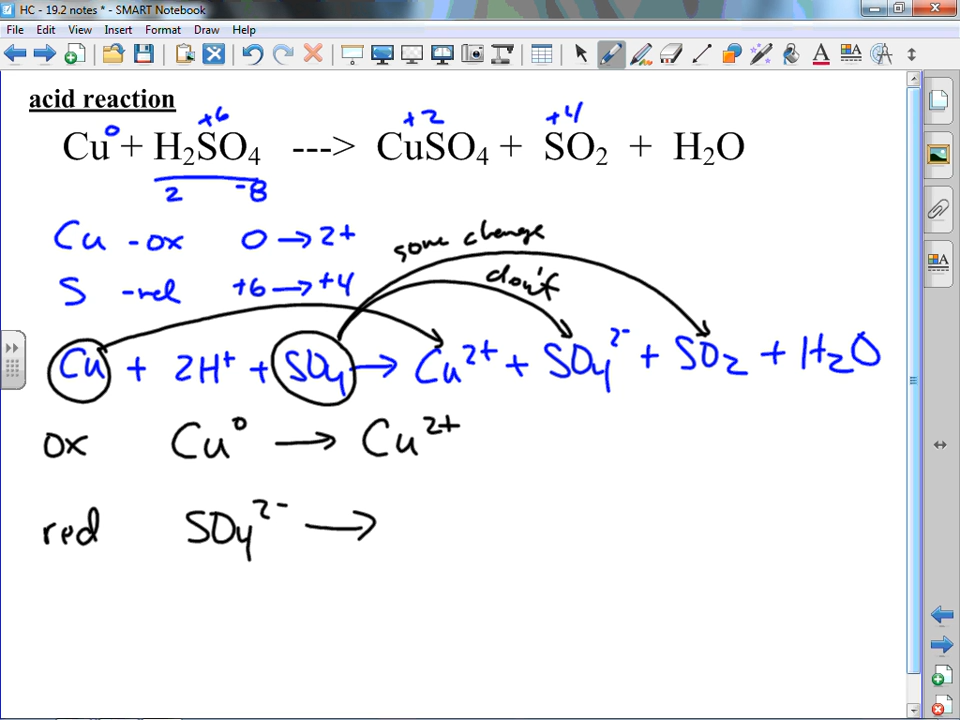 HC - 19.2 notes * - SMART Notebook
File Edit View Insert Format Draw Help
acid reaction
0 +6 +2 +4
Cu + H₂SO₄ ---> CuSO₄ + SO₂ + H₂O
2 -8
Cu - ox 0 → 2+
some change
S - red +6 → +4
don't
Cu + 2H⁺ + SO₄ → Cu²⁺ + SO₄²⁻ + SO₂ + H₂O
ox Cu⁰ → Cu²⁺
red SO₄²⁻ →